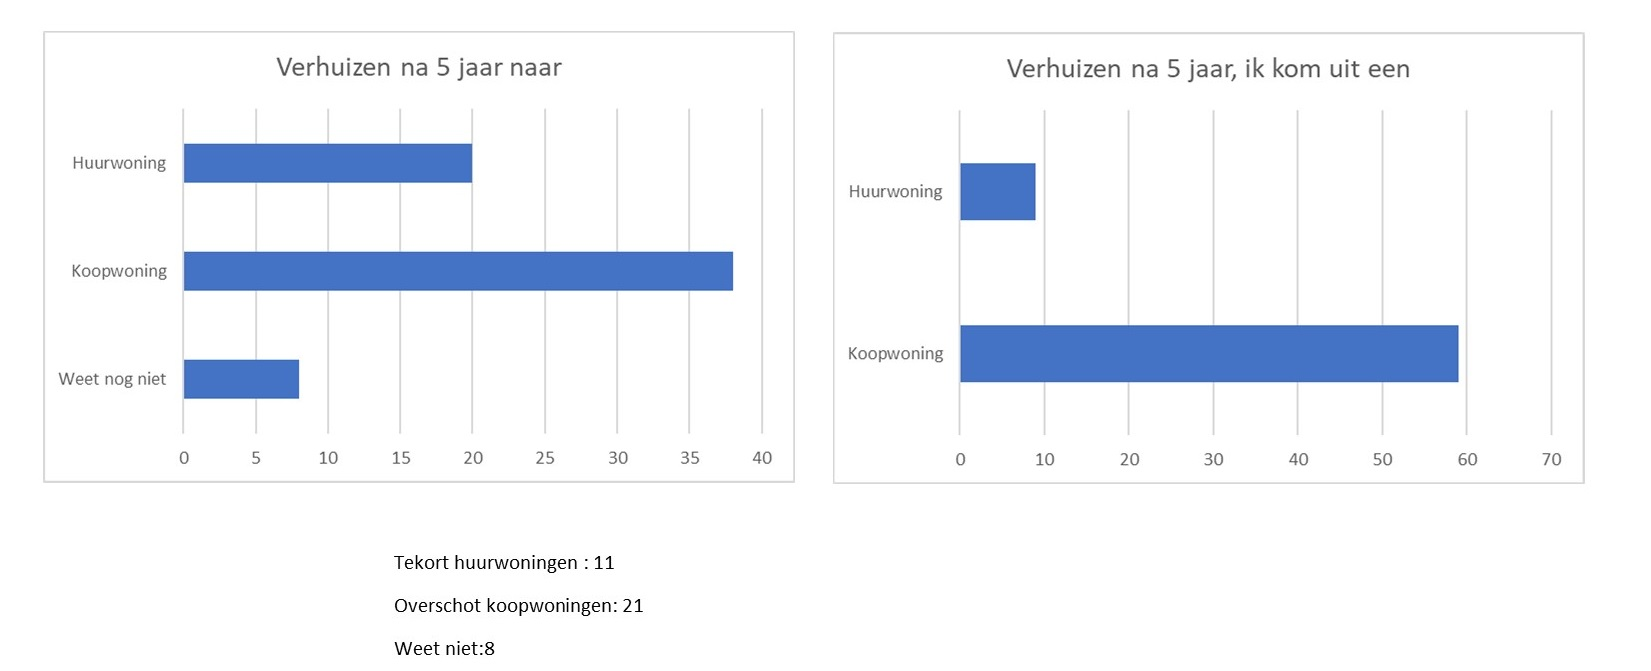 Verhuizen na 5 jaar naar
Huurwoning
Koopwoning
Weet nog niet
0 5 10 15 20 25 30 35 40
Verhuizen na 5 jaar, ik kom uit een
Huurwoning
Koopwoning
0 10 20 30 40 50 60 70
Tekort huurwoningen : 11
Overschot koopwoningen: 21
Weet niet:8